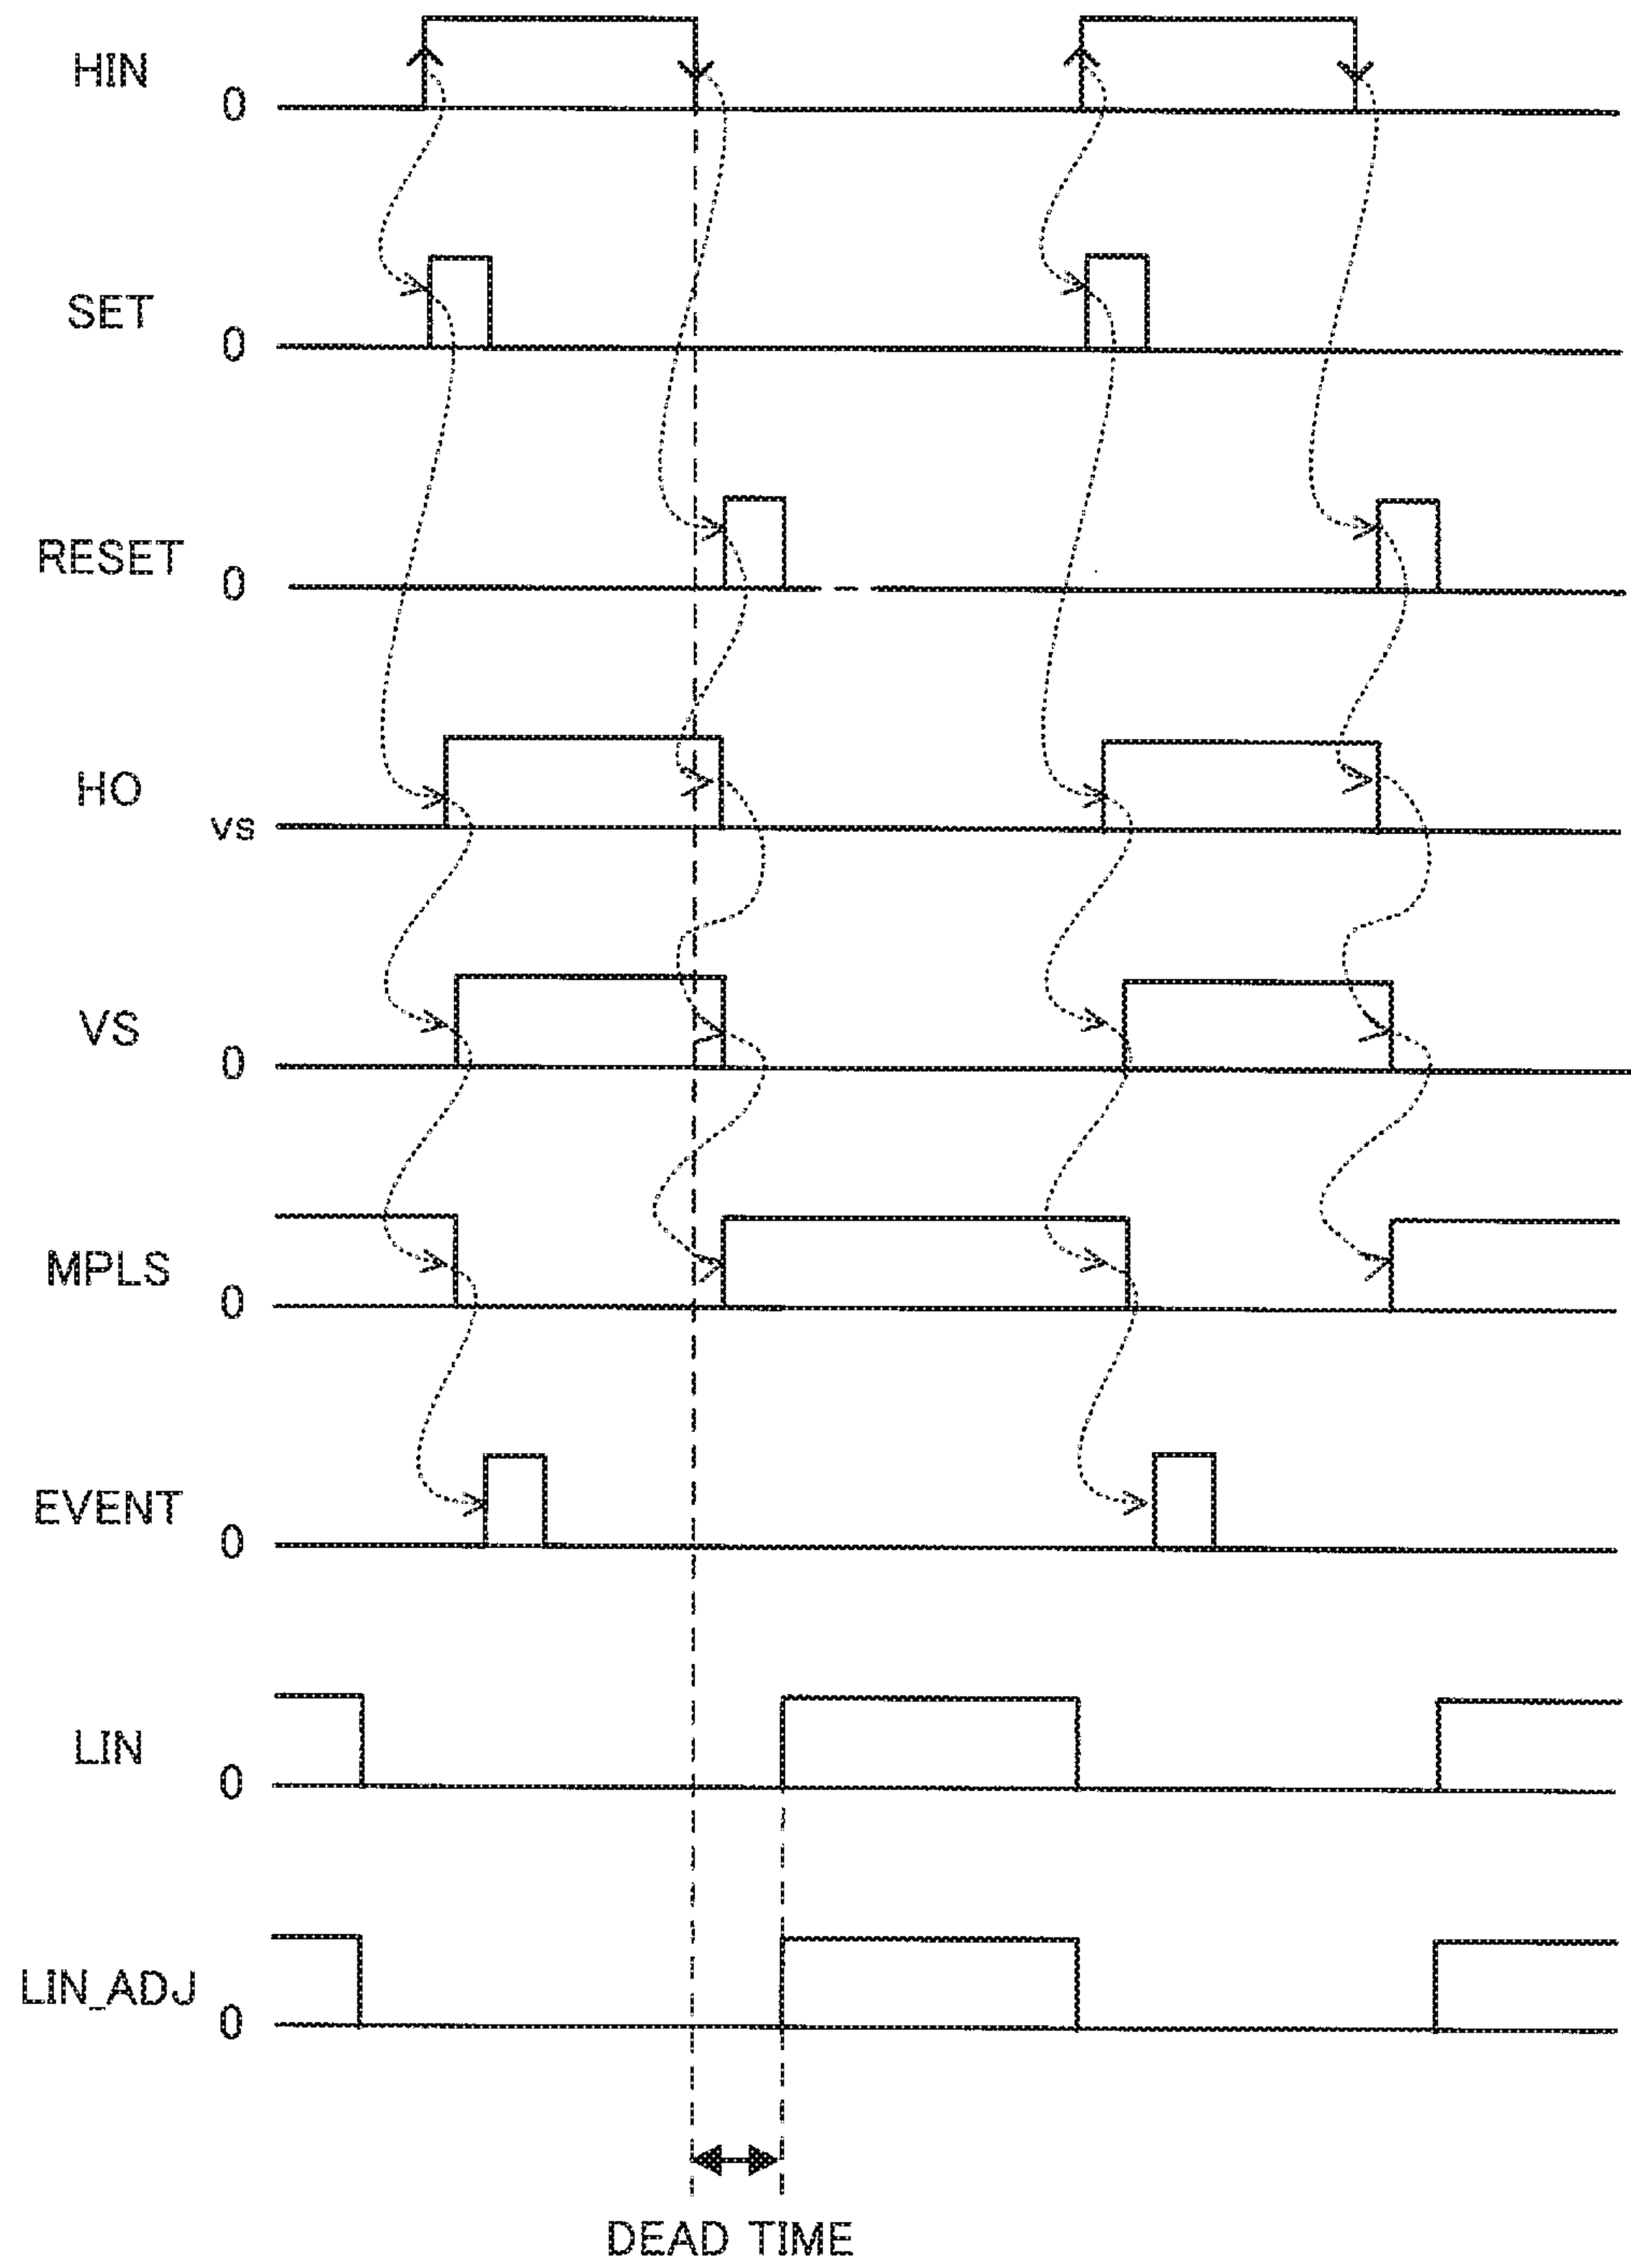 HIN
0
SET
0
RESET
0
HO
VS
VS
0
MPLS
0
EVENT
0
LIN
0
LIN_ADJ
0
DEAD TIME